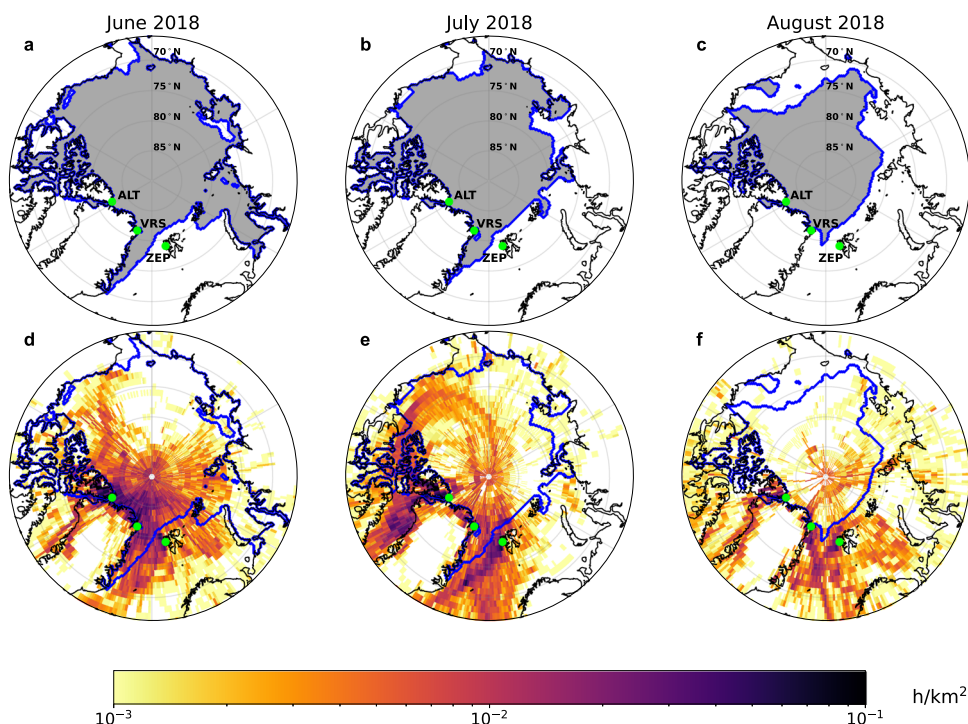 June 2018
July 2018
August 2018
a
70°N
75°N
80°N
85°N
ALT
VRS
ZEP
b
70°N
75°N
80°N
85°N
ALT
VRS
ZEP
c
70°N
75°N
80°N
85°N
ALT
VRS
ZEP
d
e
f
h/km²
10⁻³
10⁻²
10⁻¹